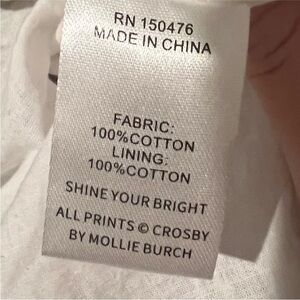 RN 150476
MADE IN CHINA
FABRIC:
100%COTTON
LINING:
100%COTTON
SHINE YOUR BRIGHT
ALL PRINTS © CROSBY
BY MOLLIE BURCH